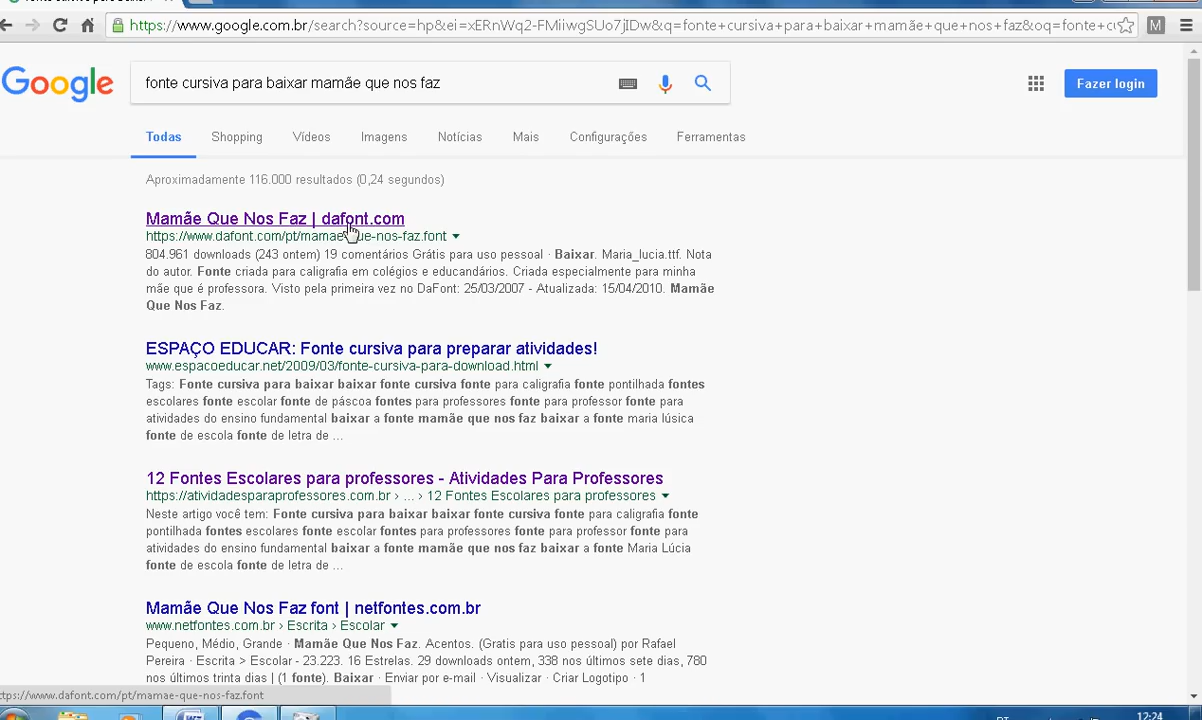 https://www.google.com.br/search?source=hp&ei=xERnWq2-FMiiwgSUo7jIDw&q=fonte+cursiva+para+baixar+mamãe+que+nos+faz&oq=fonte+cu
M
Google
fonte cursiva para baixar mamãe que nos faz
Fazer login
Todas Shopping Vídeos Imagens Notícias Mais Configurações Ferramentas
Aproximadamente 116.000 resultados (0,24 segundos)
Mamãe Que Nos Faz | dafont.com
https://www.dafont.com/pt/mamae-que-nos-faz.font
804.961 downloads (243 ontem) 19 comentários Grátis para uso pessoal · Baixar. Maria_lucia.ttf. Nota
do autor. Fonte criada para caligrafia em colégios e educandários. Criada especialmente para minha
mãe que é professora. Visto pela primeira vez no DaFont: 25/03/2007 - Atualizada: 15/04/2010. Mamãe
Que Nos Faz.
ESPAÇO EDUCAR: Fonte cursiva para preparar atividades!
www.espacoeducar.net/2009/03/fonte-cursiva-para-download.html
Tags: Fonte cursiva para baixar baixar fonte cursiva fonte para caligrafia fonte pontilhada fontes
escolares fonte escolar fonte de páscoa fontes para professores fonte para professor fonte para
atividades do ensino fundamental baixar a fonte mamãe que nos faz baixar a fonte maria lúsica
fonte de escola fonte de letra de ...
12 Fontes Escolares para professores - Atividades Para Professores
https://atividadesparaprofessores.com.br › ... › 12 Fontes Escolares para professores
Neste artigo você tem: Fonte cursiva para baixar baixar fonte cursiva fonte para caligrafia fonte
pontilhada fontes escolares fonte escolar fontes para professores fonte para professor fonte para
atividades do ensino fundamental baixar a fonte mamãe que nos faz baixar a fonte Maria Lúcia
fonte de escola fonte de letra de ...
Mamãe Que Nos Faz font | netfontes.com.br
www.netfontes.com.br › Escrita › Escolar
Pequeno, Médio, Grande · Mamãe Que Nos Faz. Acentos. (Gratis para uso pessoal) por Rafael
Pereira · Escrita > Escolar - 23.223. 16 Estrelas. 29 downloads ontem, 338 nos últimos sete dias, 780
nos últimos trinta dias | (1 fonte). Baixar · Enviar por e-mail · Visualizar · Criar Logotipo · 1
ttps://www.dafont.com/pt/mamae-que-nos-faz.font
12:24